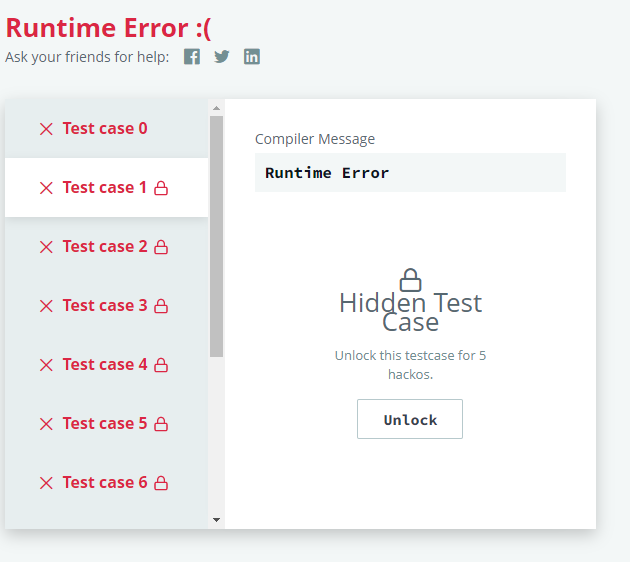 Runtime Error :(
Ask your friends for help:
Test case 0
Test case 1
Test case 2
Test case 3
Test case 4
Test case 5
Test case 6
Compiler Message
Runtime Error
Hidden Test
Case
Unlock this testcase for 5
hackos.
Unlock